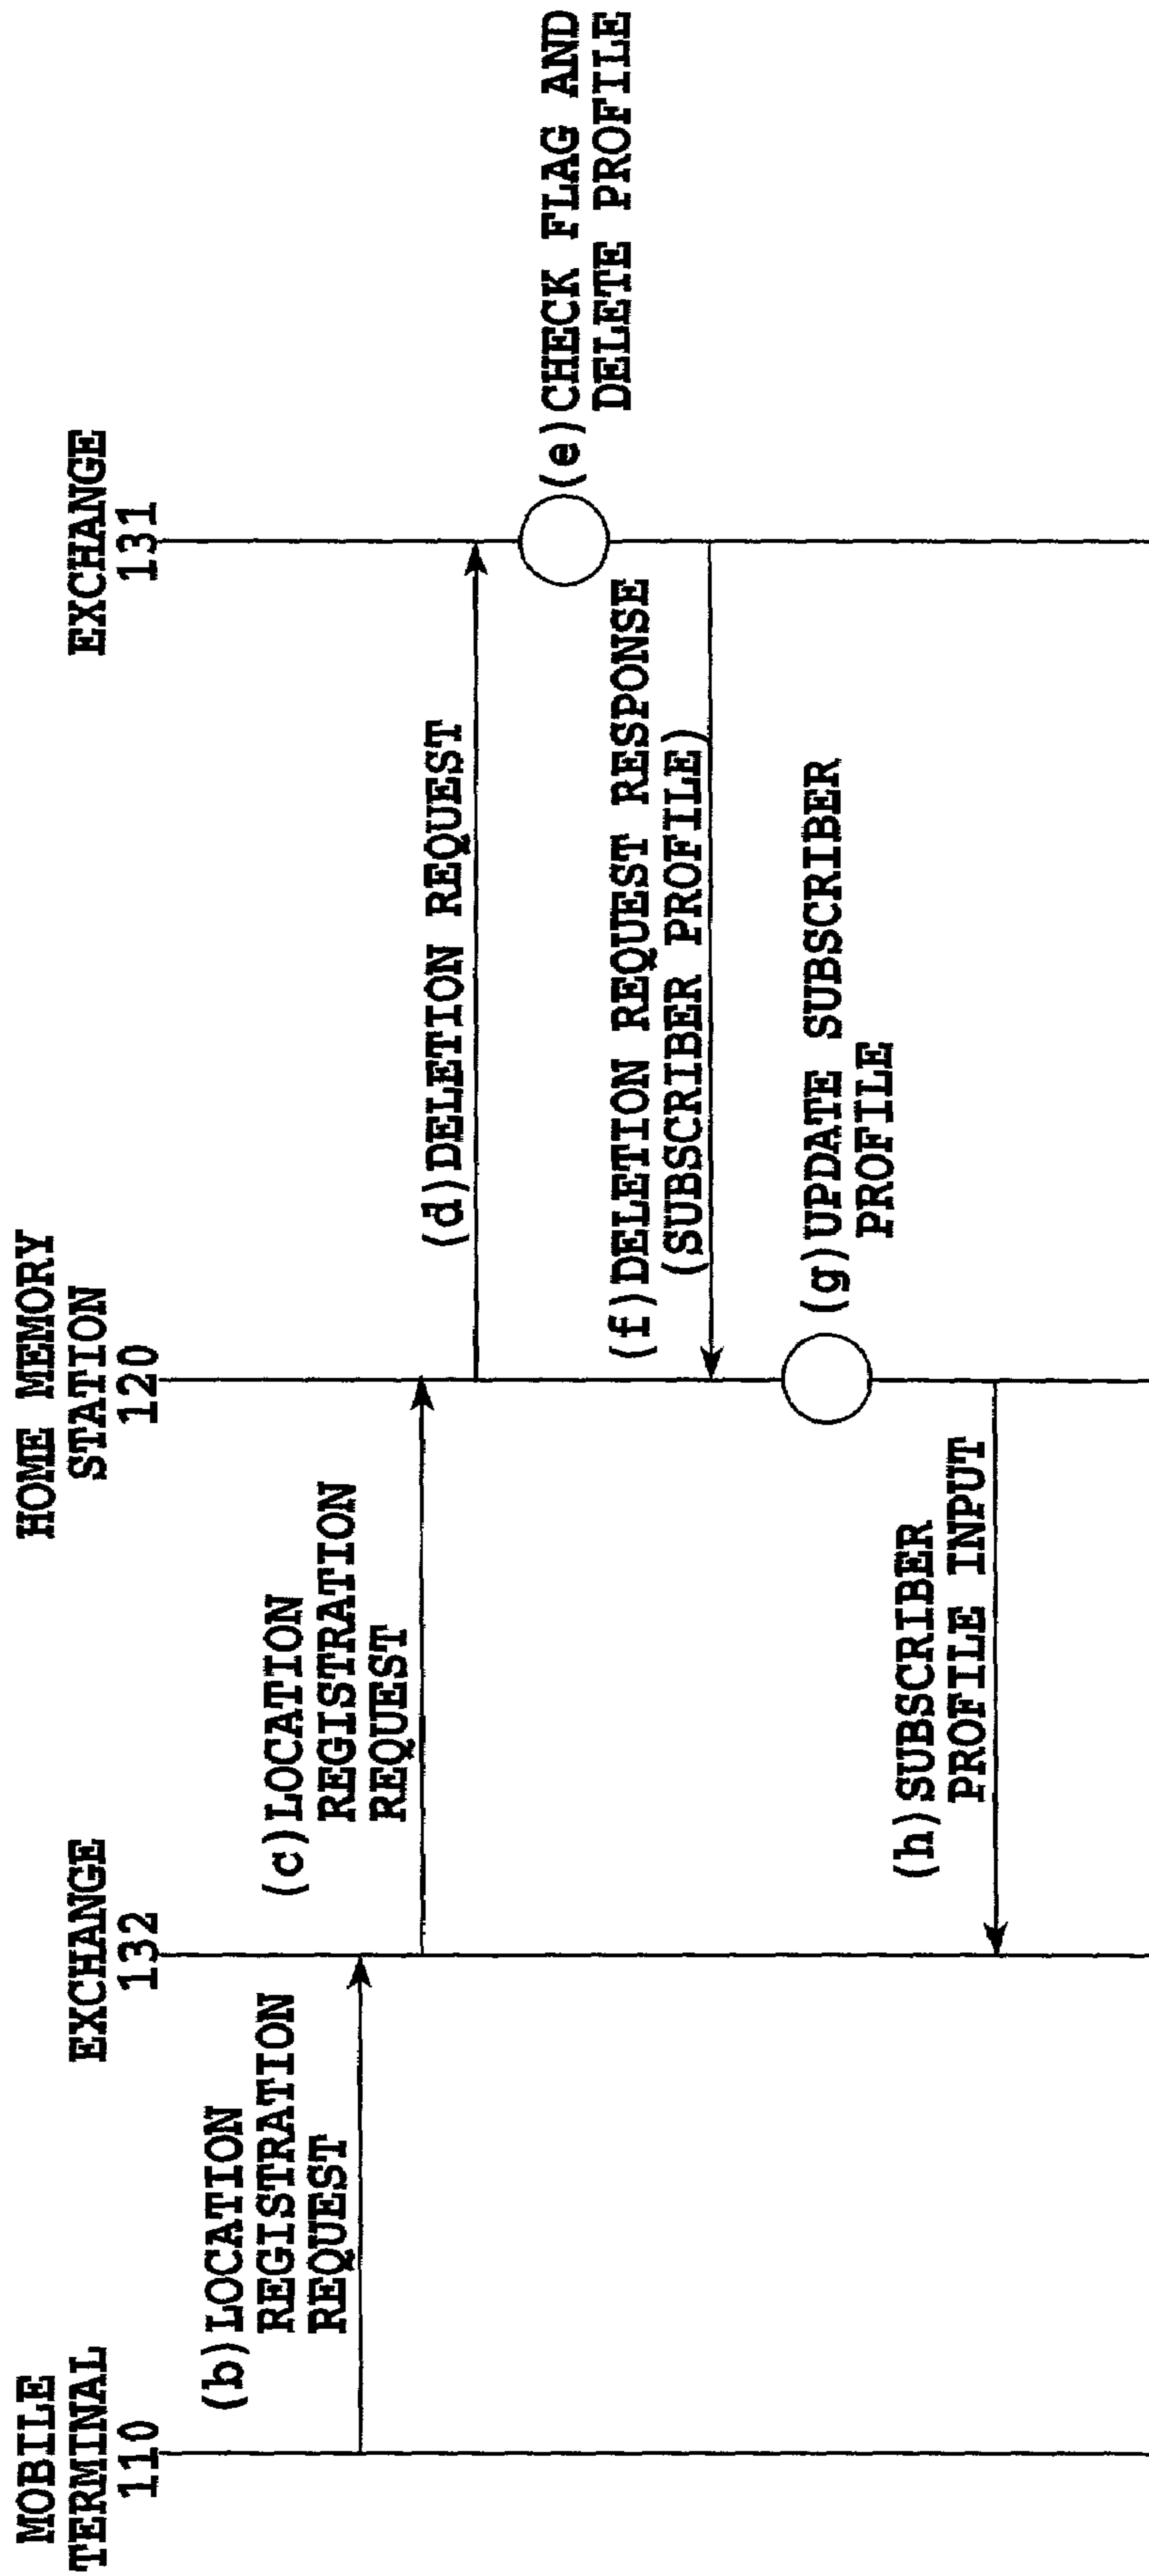 MOBILE
TERMINAL
110
EXCHANGE
132
HOME MEMORY
STATION
120
EXCHANGE
131
(b)LOCATION
REGISTRATION
REQUEST
(c)LOCATION
REGISTRATION
REQUEST
(d)DELETION REQUEST
(e)CHECK FLAG AND
DELETE PROFILE
(f)DELETION REQUEST RESPONSE
(SUBSCRIBER PROFILE)
(g)UPDATE SUBSCRIBER
PROFILE
(h)SUBSCRIBER
PROFILE INPUT